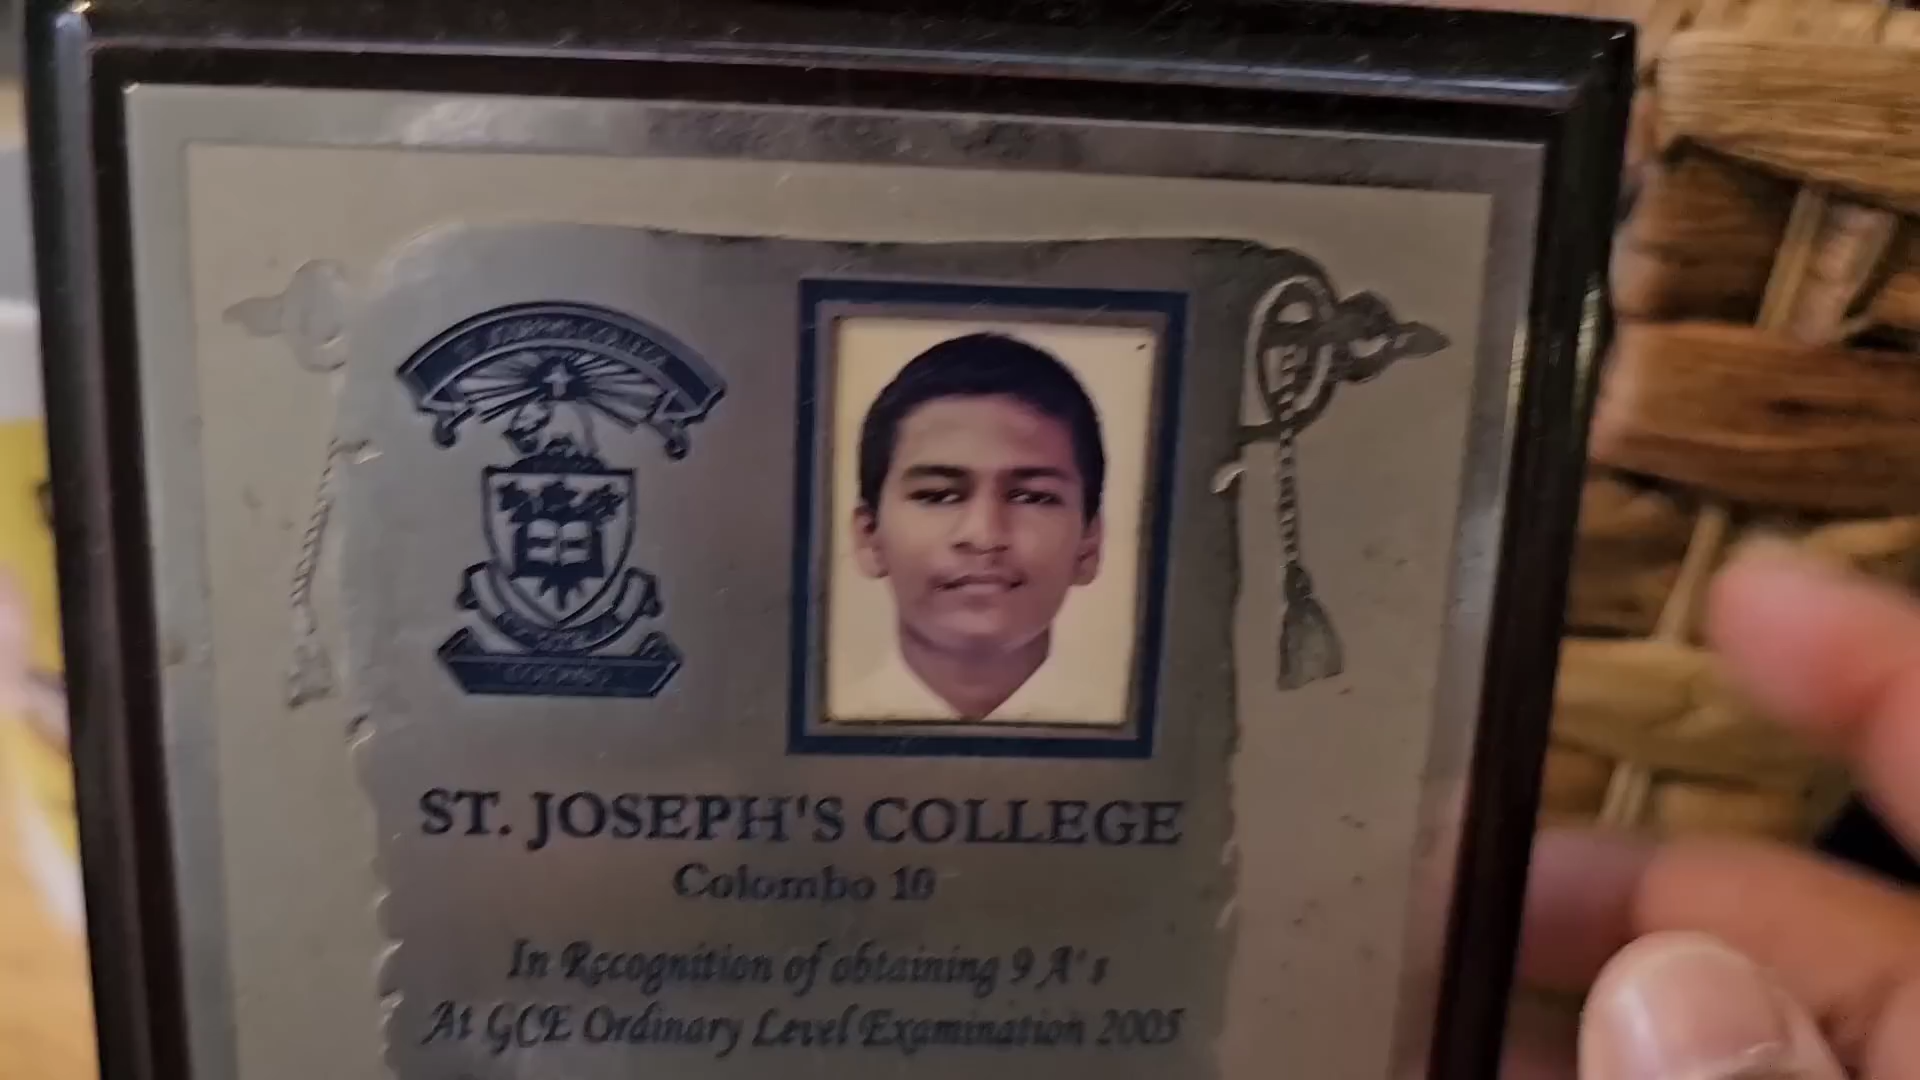 ST. JOSEPH'S COLLEGE
Colombo 10
In Recognition of obtaining 9 A's
At GCE Ordinary Level Examination 2005